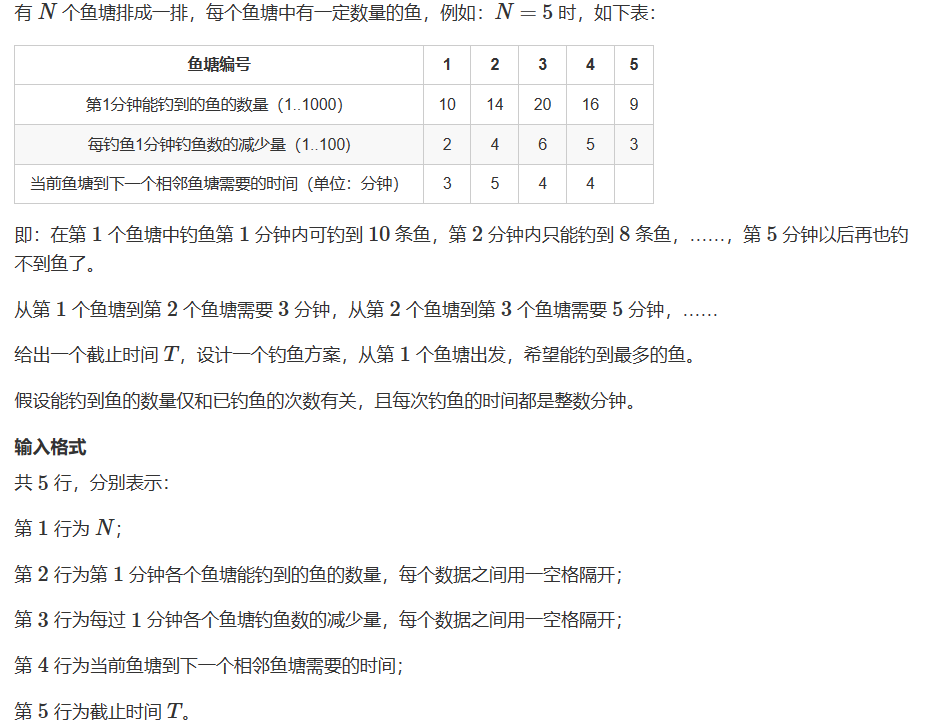 有 N 个鱼塘排成一排，每个鱼塘中有一定数量的鱼，例如：N = 5 时，如下表：
鱼塘编号 1 2 3 4 5
第1分钟能钓到的鱼的数量（1..1000） 10 14 20 16 9
每钓鱼1分钟钓鱼数的减少量（1..100） 2 4 6 5 3
当前鱼塘到下一个相邻鱼塘需要的时间（单位：分钟） 3 5 4 4
即：在第 1 个鱼塘中钓鱼第 1 分钟内可钓到 10 条鱼，第 2 分钟内只能钓到 8 条鱼，……，第 5 分钟以后再也钓
不到鱼了。
从第 1 个鱼塘到第 2 个鱼塘需要 3 分钟，从第 2 个鱼塘到第 3 个鱼塘需要 5 分钟，……
给出一个截止时间 T，设计一个钓鱼方案，从第 1 个鱼塘出发，希望能钓到最多的鱼。
假设能钓到鱼的数量仅和已钓鱼的次数有关，且每次钓鱼的时间都是整数分钟。
输入格式
共 5 行，分别表示：
第 1 行为 N；
第 2 行为第 1 分钟各个鱼塘能钓到的鱼的数量，每个数据之间用一空格隔开；
第 3 行为每过 1 分钟各个鱼塘钓鱼数的减少量，每个数据之间用一空格隔开；
第 4 行为当前鱼塘到下一个相邻鱼塘需要的时间；
第 5 行为截止时间 T。